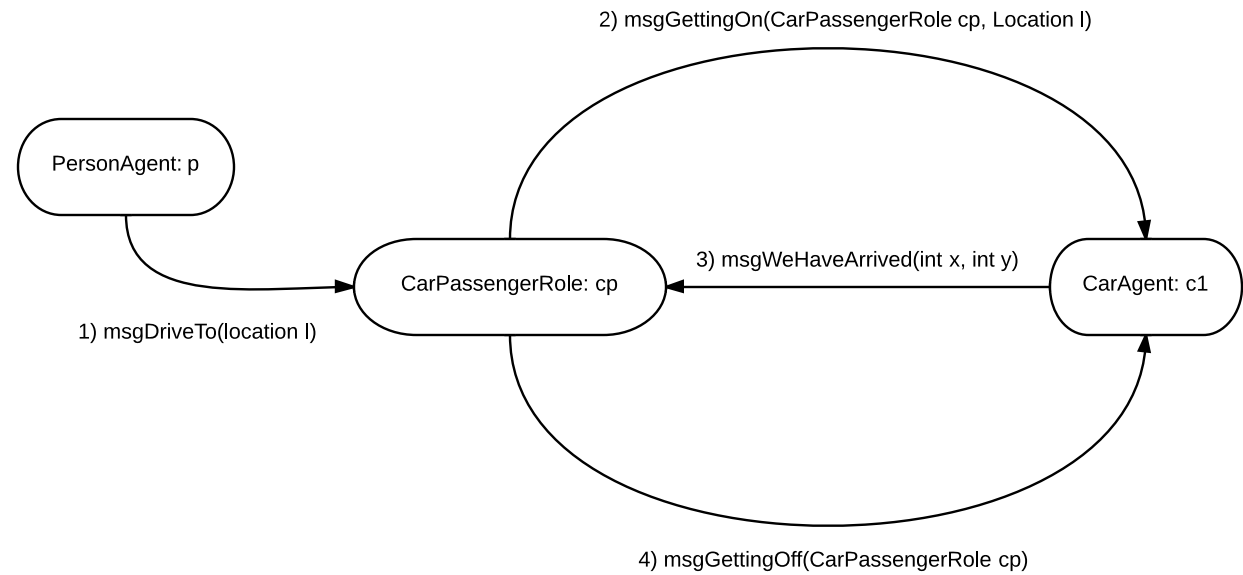 2) msgGettingOn(CarPassengerRole cp, Location l)
PersonAgent: p
3) msgWeHaveArrived(int x, int y)
CarPassengerRole: cp
CarAgent: c1
1) msgDriveTo(location l)
4) msgGettingOff(CarPassengerRole cp)